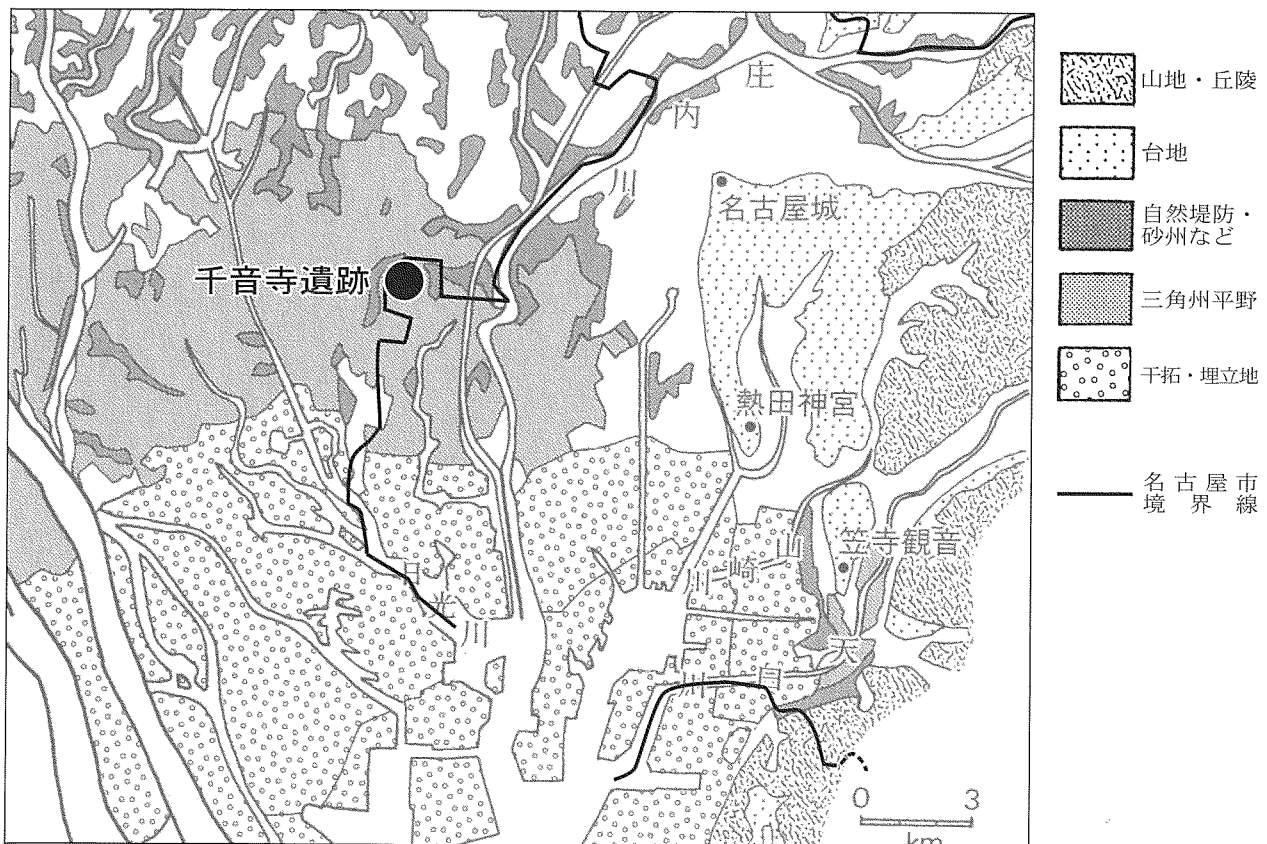 庄内川
名古屋城
千音寺遺跡
熱田神宮
山崎川
笠寺観音
日光川
天白川
0 3
km
山地・丘陵
台地
自然堤防・
砂州など
三角州平野
干拓・埋立地
名古屋市
境界線